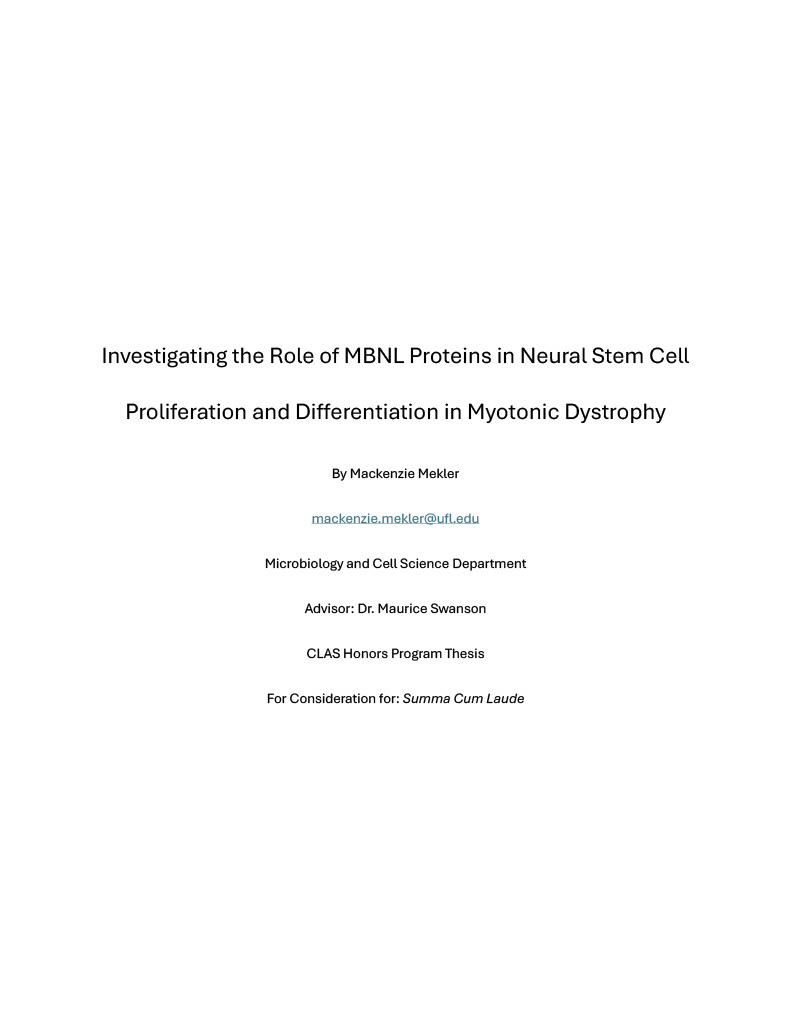 Investigating the Role of MBNL Proteins in Neural Stem Cell
Proliferation and Differentiation in Myotonic Dystrophy
By Mackenzie Mekler
mackenzie.mekler@ufl.edu
Microbiology and Cell Science Department
Advisor: Dr. Maurice Swanson
CLAS Honors Program Thesis
For Consideration for: Summa Cum Laude